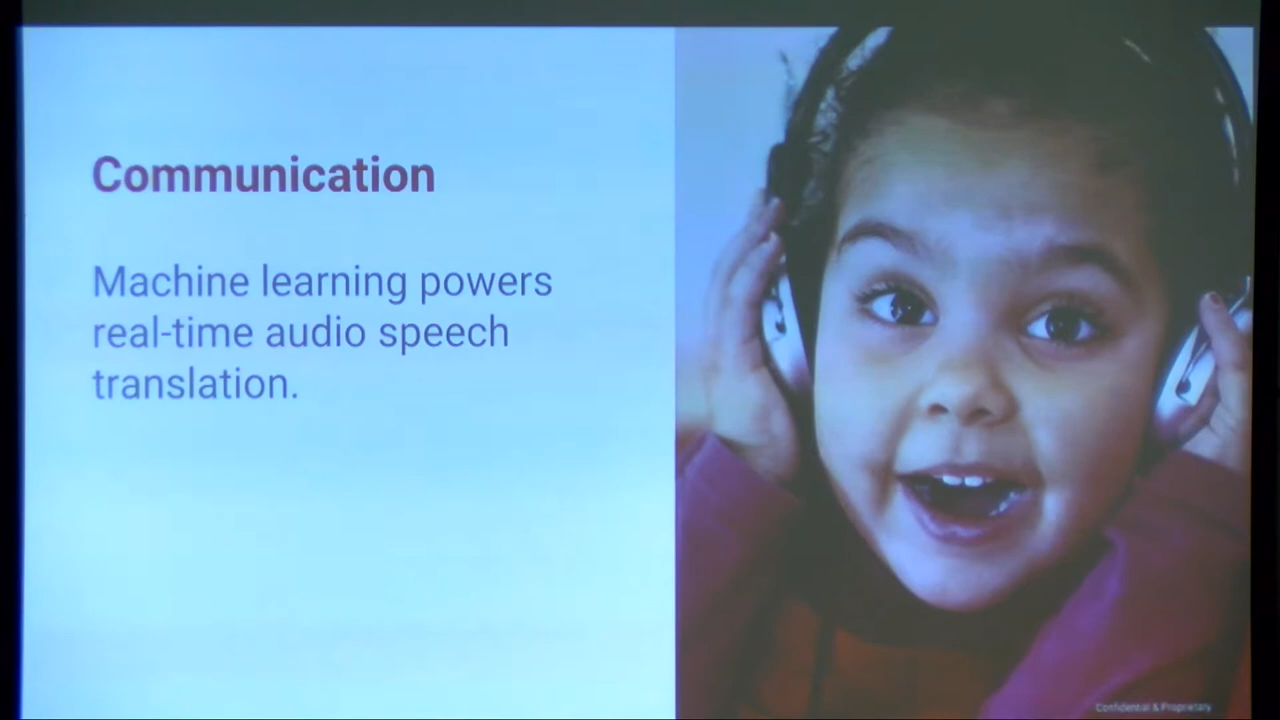 Communication
Machine learning powers
real-time audio speech
translation.
Confidential & Proprietary